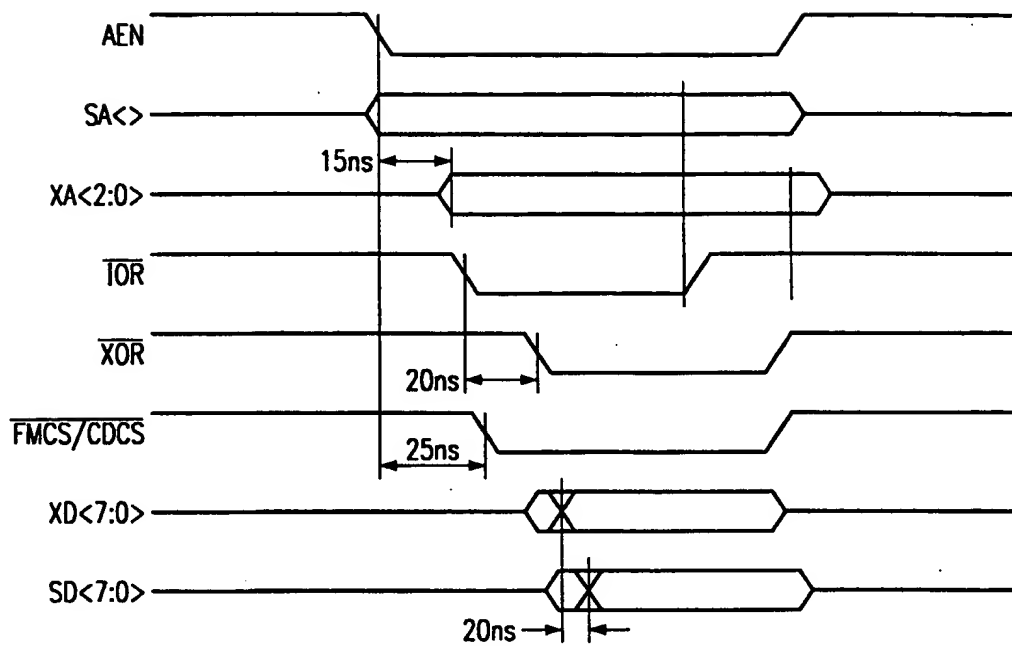 AEN
SA<>
15ns
XA<2:0>
IOR
XOR
20ns
FMCS/CDCS
25ns
XD<7:0>
SD<7:0>
20ns